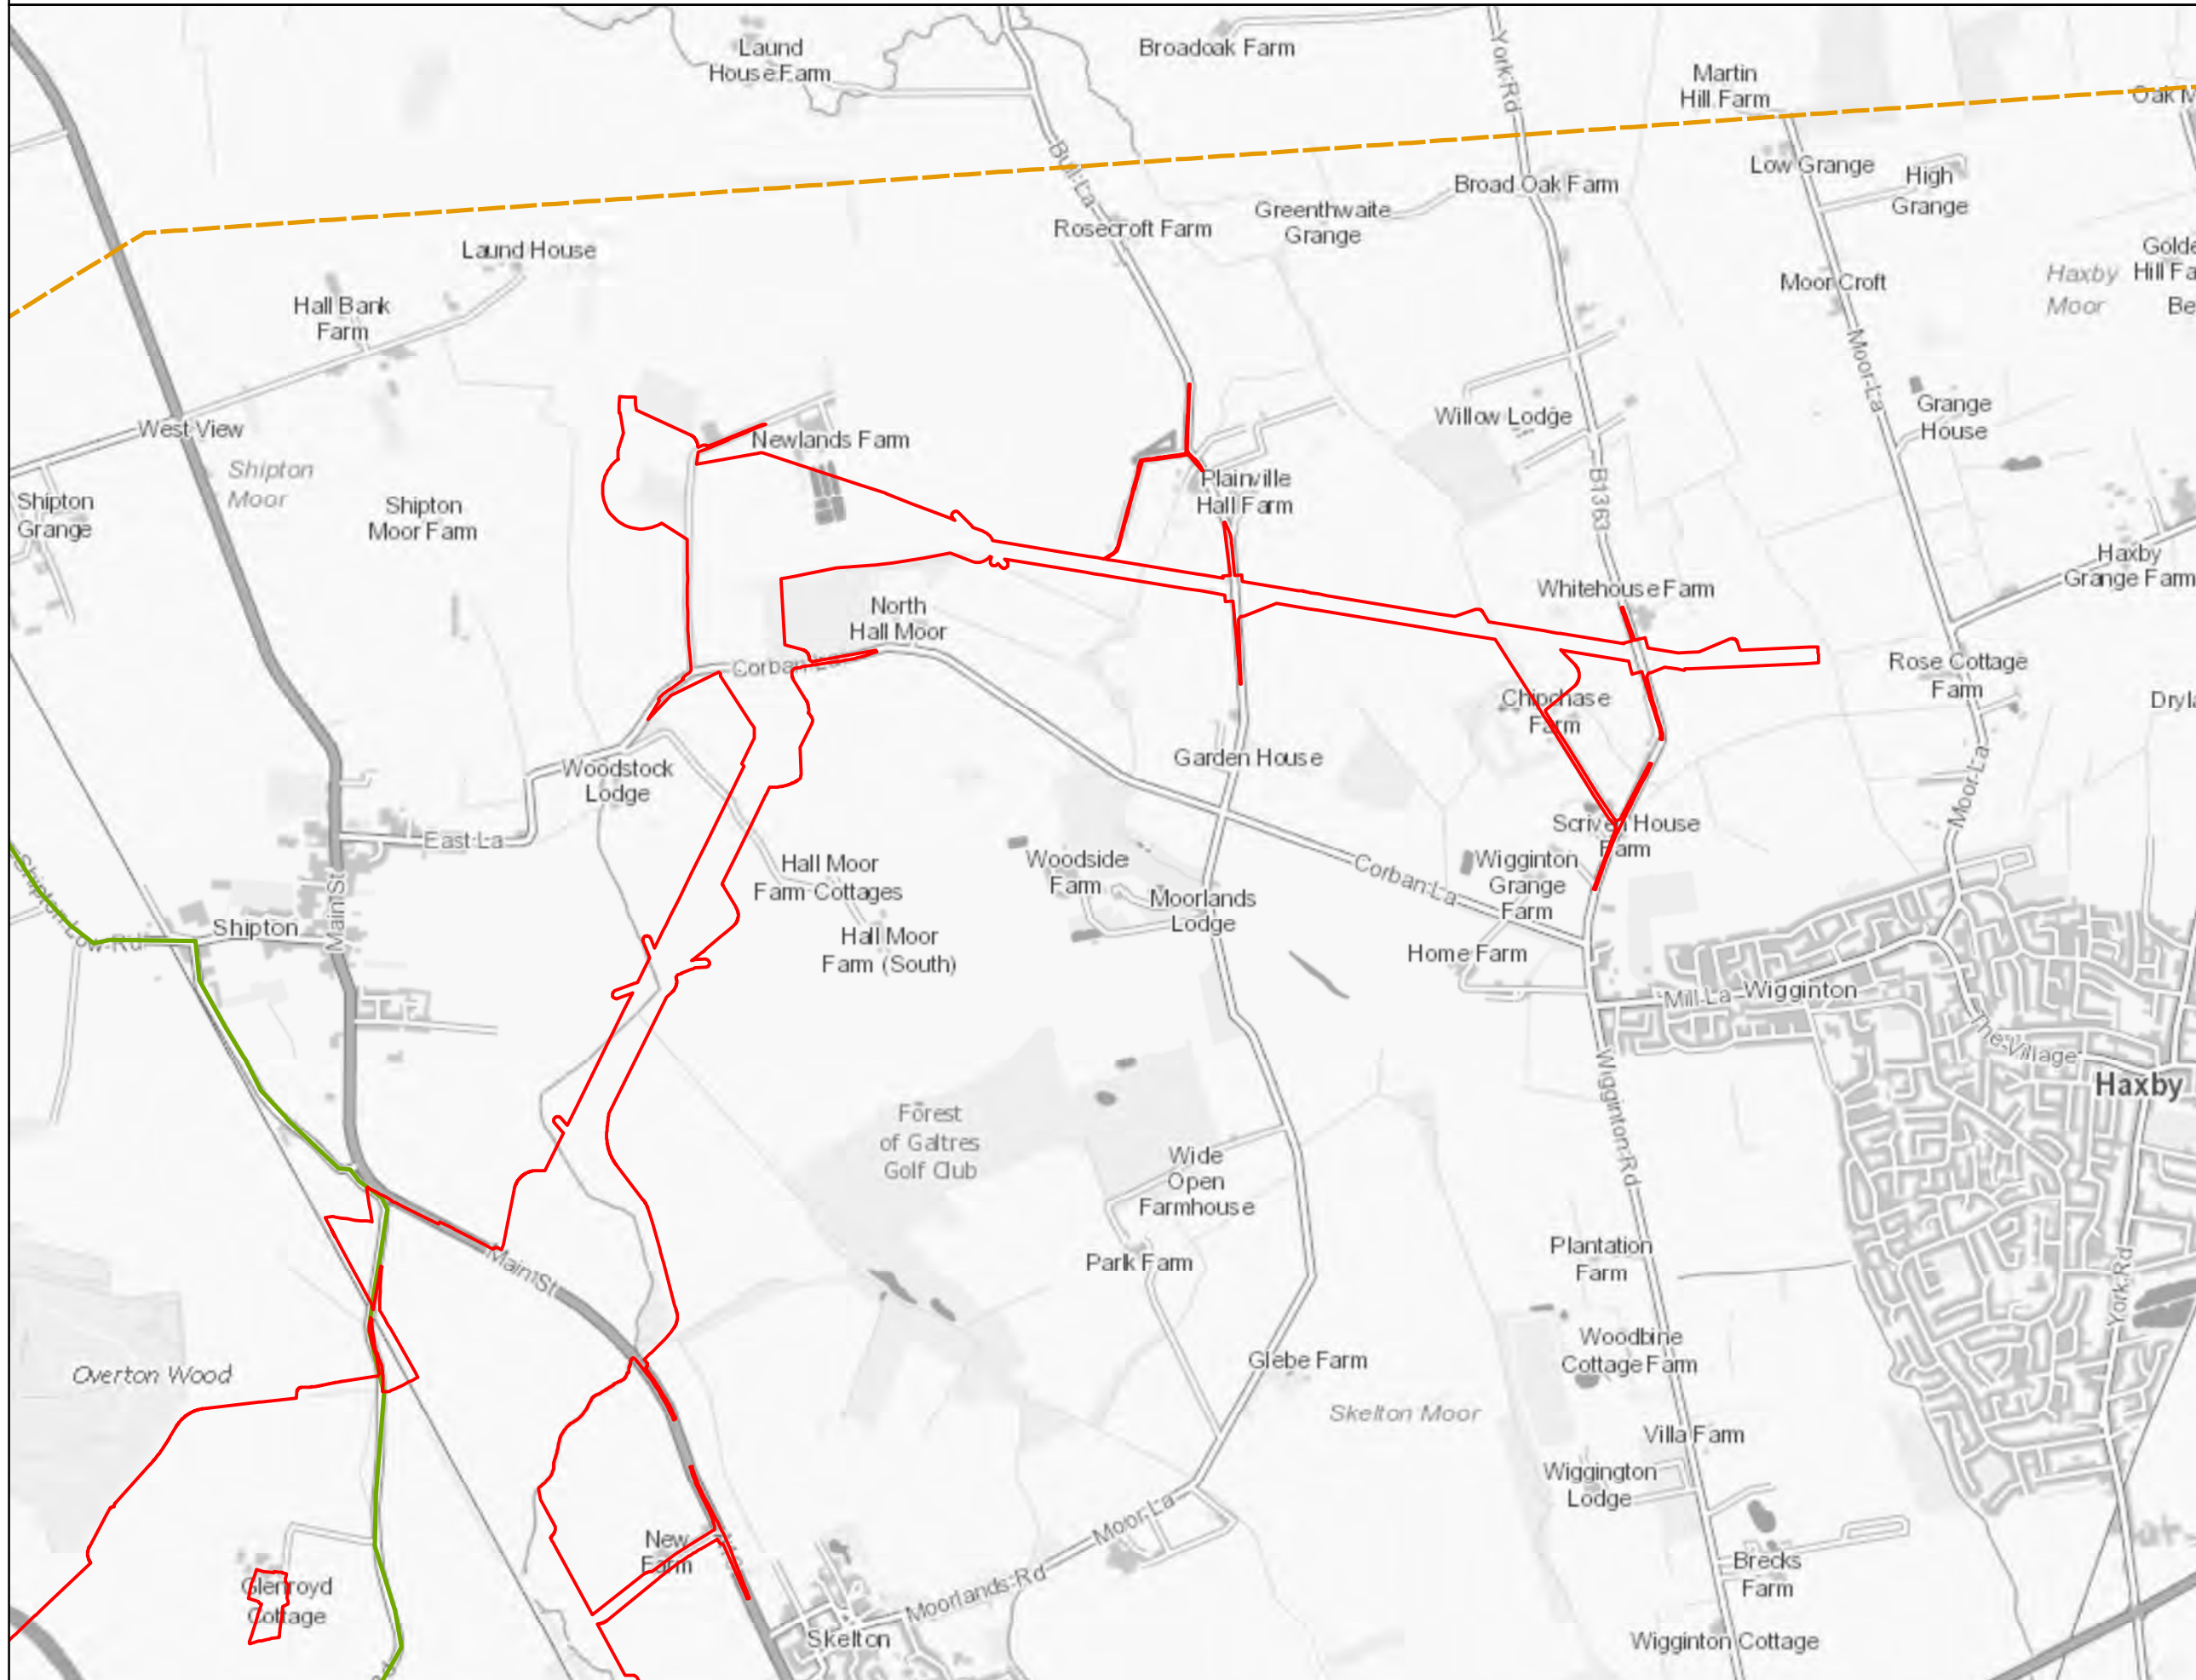 Laund
House Farm
Broadoak Farm
York Rd
Martin
Hill Farm
Bull La
Low Grange
High
Grange
Broad Oak Farm
Greenthwaite
Grange
Rosecroft Farm
Laund House
Hall Bank
Farm
Moor Croft
Haxby
Moor
Moor La
Grange
House
West View
Shipton
Moor
Newlands Farm
Willow Lodge
Shipton
Grange
Shipton
Moor Farm
Plainville
Hall Farm
B1363
Haxby
Grange Farm
Whitehouse Farm
North
Hall Moor
Corban La
Rose Cottage
Farm
Chipchase
Farm
Garden House
Woodstock
Lodge
Moor La
East La
Scriven House
Farm
Hall Moor
Farm Cottages
Woodside
Farm
Corban La
Wigginton
Grange
Farm
Moorlands
Lodge
Shipton Low Rd
Shipton
Main St
Hall Moor
Farm (South)
Home Farm
Mill La
Wigginton
The Village
Haxby
Wigginton Rd
Forest
of Galtres
Golf Club
Wide
Open
Farmhouse
Main St
Park Farm
Plantation
Farm
York Rd
Overton Wood
Glebe Farm
Woodbine
Cottage Farm
Skelton Moor
Villa Farm
Wiggington
Lodge
Moor La
New
Farm
Brecks
Farm
Glenroyd
Cottage
Moorlands Rd
Skelton
Wigginton Cottage